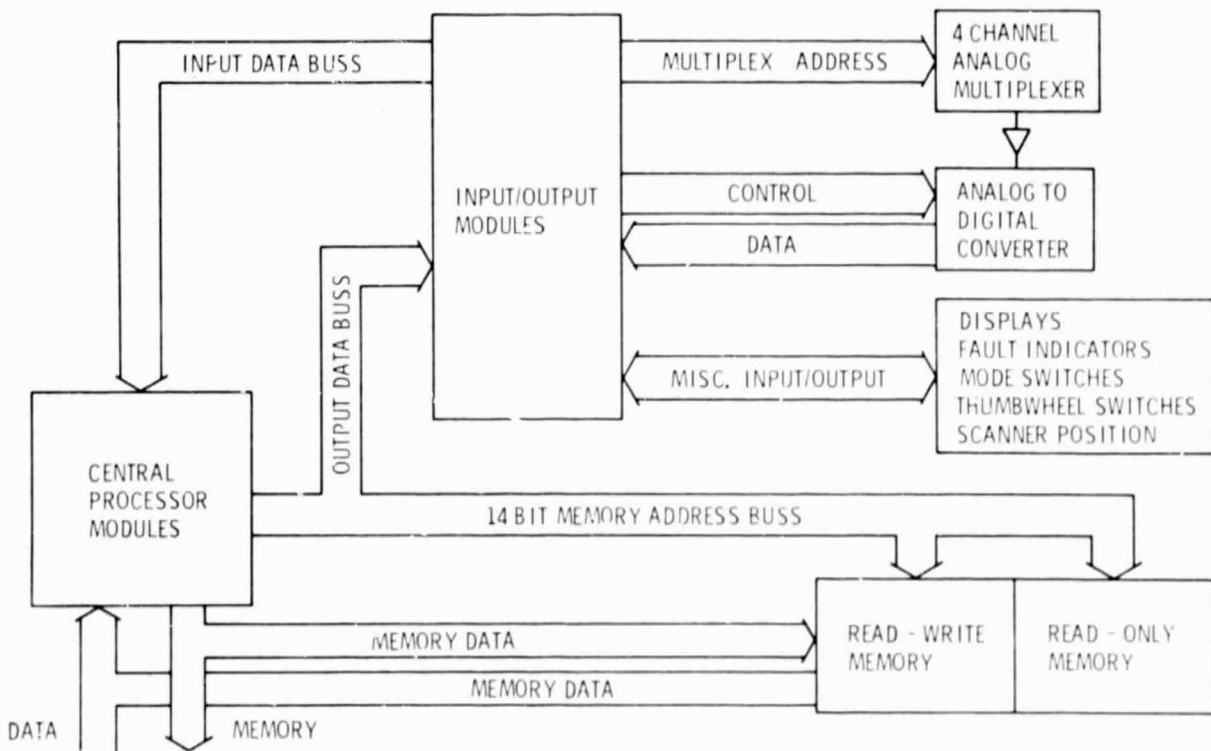 INPUT DATA BUSS
MULTIPLEX ADDRESS
4 CHANNEL
ANALOG
MULTIPLEXER
INPUT/OUTPUT
MODULES
CONTROL
DATA
ANALOG TO
DIGITAL
CONVERTER
OUTPUT DATA BUSS
MISC. INPUT/OUTPUT
DISPLAYS
FAULT INDICATORS
MODE SWITCHES
THUMBWHEEL SWITCHES
SCANNER POSITION
CENTRAL
PROCESSOR
MODULES
14 BIT MEMORY ADDRESS BUSS
MEMORY DATA
READ - WRITE
MEMORY
READ - ONLY
MEMORY
MEMORY DATA
DATA
MEMORY